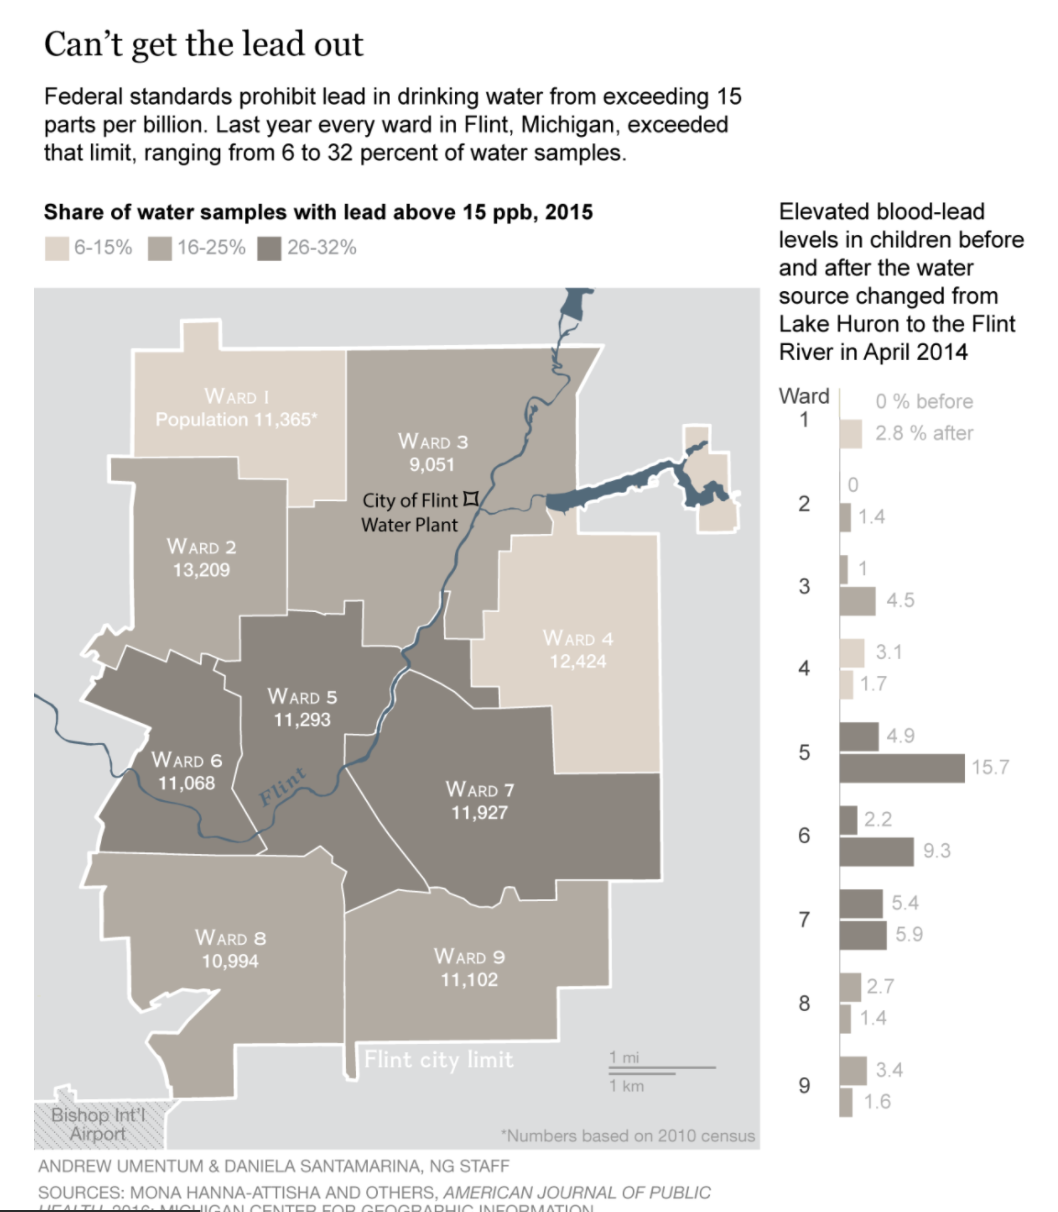 Can't get the lead out
Federal standards prohibit lead in drinking water from exceeding 15
parts per billion. Last year every ward in Flint, Michigan, exceeded
that limit, ranging from 6 to 32 percent of water samples.
Share of water samples with lead above 15 ppb, 2015
6-15% 16-25% 26-32%
WARD 1
Population 11,365*
WARD 3
9,051
City of Flint
Water Plant
WARD 2
13,209
WARD 4
12,424
WARD 5
11,293
WARD 6
11,068
Flint
WARD 7
11,927
WARD 8
10,994
WARD 9
11,102
Flint city limit
1 mi
1 km
Bishop Int'l
Airport
*Numbers based on 2010 census
Elevated blood-lead
levels in children before
and after the water
source changed from
Lake Huron to the Flint
River in April 2014
Ward
1
0 % before
2.8 % after
2
0
1.4
3
1
4.5
4
3.1
1.7
5
4.9
15.7
6
2.2
9.3
7
5.4
5.9
8
2.7
1.4
9
3.4
1.6
ANDREW UMENTUM & DANIELA SANTAMARINA, NG STAFF
SOURCES: MONA HANNA-ATTISHA AND OTHERS, AMERICAN JOURNAL OF PUBLIC
HEALTH, 2016; MICHIGAN CENTER FOR GEOGRAPHIC INFORMATION